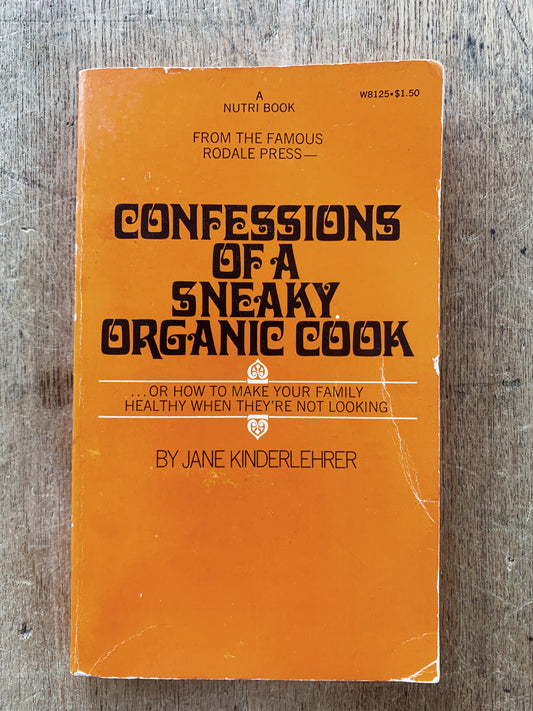 A
NUTRI BOOK
W8125•$1.50
FROM THE FAMOUS
RODALE PRESS—
CONFESSIONS
OF A
SNEAKY
ORGANIC COOK
...OR HOW TO MAKE YOUR FAMILY
HEALTHY WHEN THEY'RE NOT LOOKING
BY JANE KINDERLEHRER